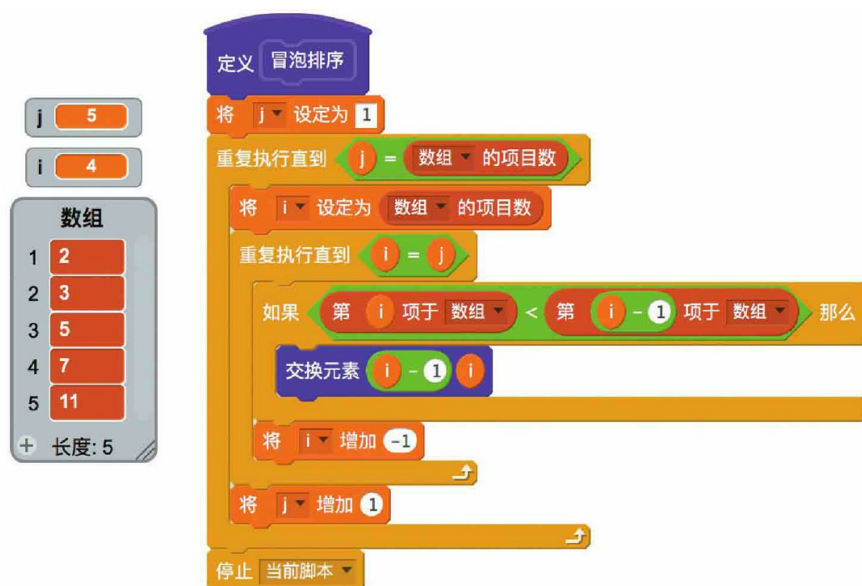 定义 冒泡排序
j 5
将 j 设定为 1
i 4
重复执行直到 j = 数组 的项目数
数组
1 2
2 3
3 5
4 7
5 11
+ 长度: 5
将 i 设定为 数组 的项目数
重复执行直到 i = j
如果 第 i 项于 数组 < 第 i - 1 项于 数组 那么
交换元素 i - 1 i
将 i 增加 -1
将 j 增加 1
停止 当前脚本